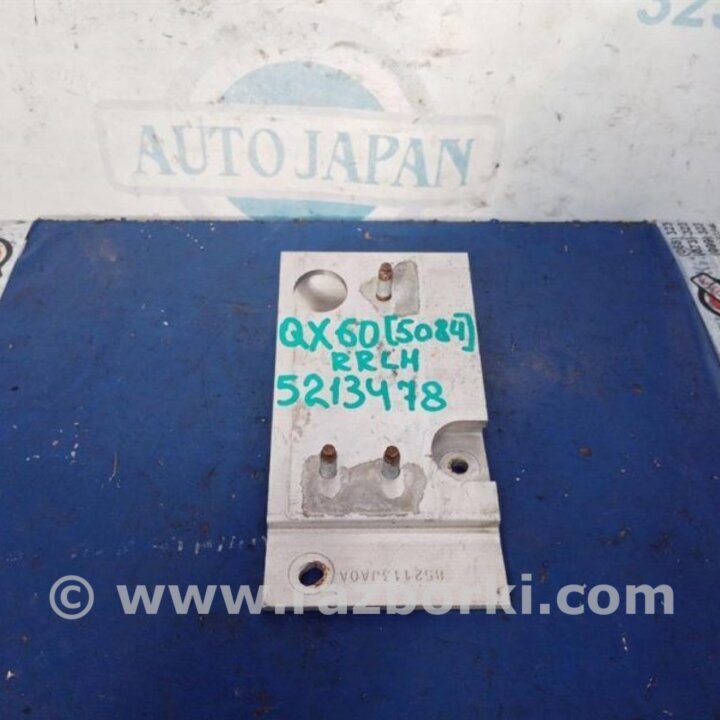 AUTO JAPAN
QX60[5084]
RRLH
5213478
852113JA0A
© www.razborki.com